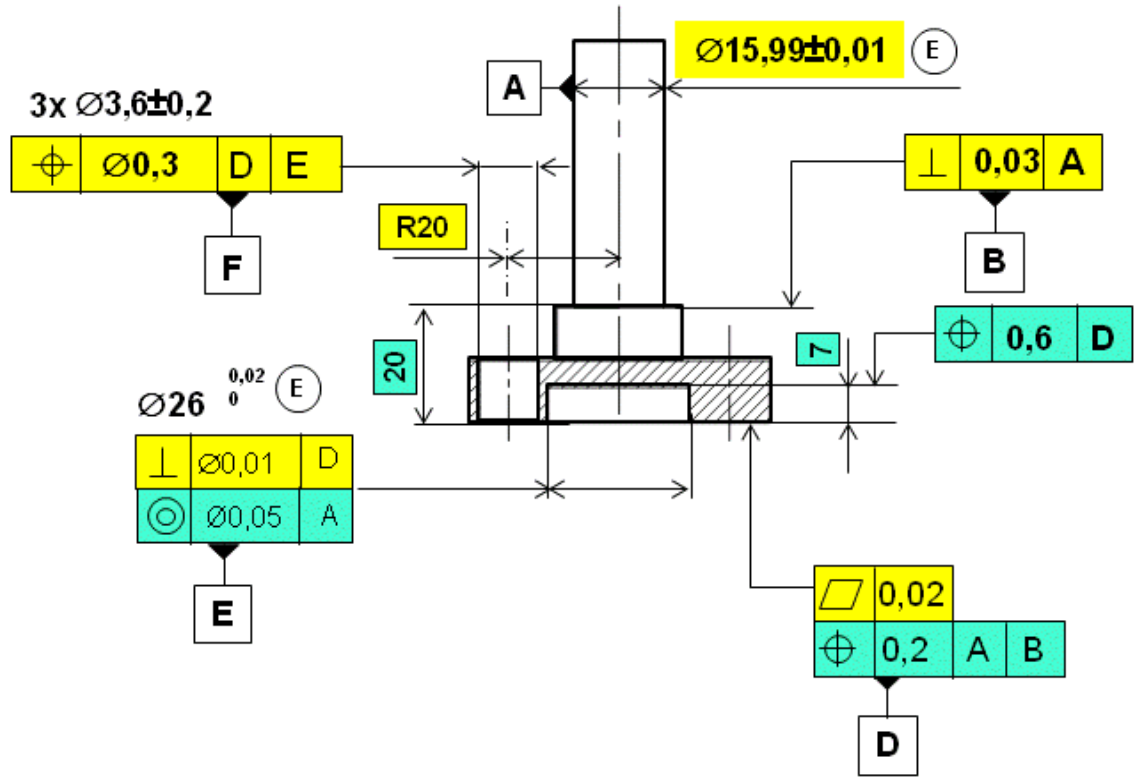 Ø15,99±0,01 Ⓔ
A
3x Ø3,6±0,2
⌖ Ø0,3 D E
F
⊥ 0,03 A
B
R20
⌖ 0,6 D
20
7
Ø26 0,02 Ⓔ
0
⊥ Ø0,01 D
◎ Ø0,05 A
E
⏥ 0,02
⌖ 0,2 A B
D